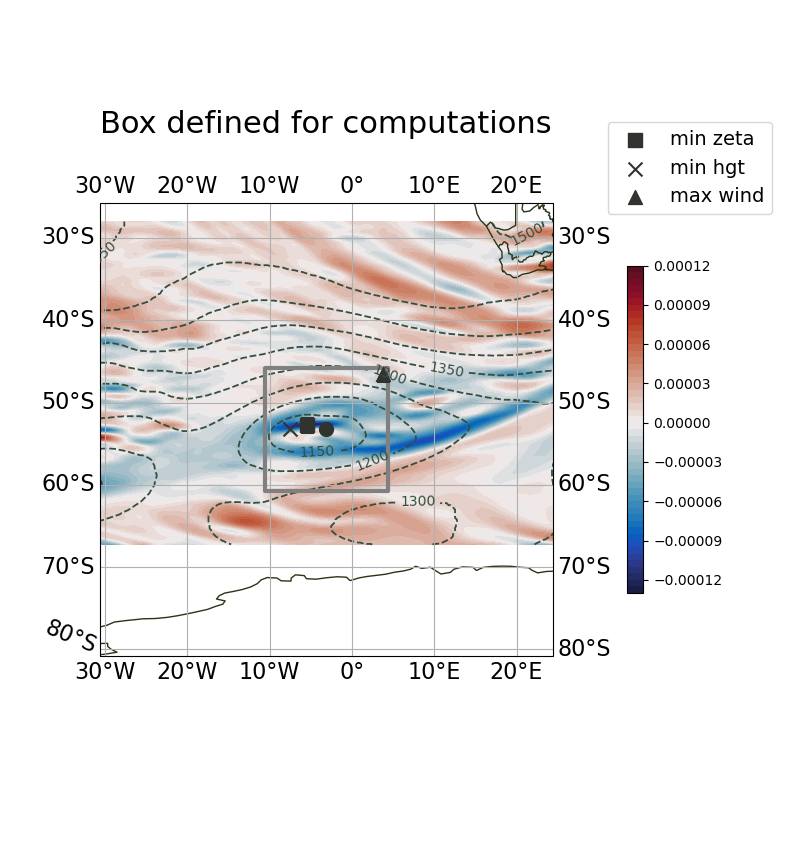 Box defined for computations
min zeta
min hgt
max wind
30°W 20°W 10°W 0° 10°E 20°E
30°S 30°S
40°S 40°S
50°S 50°S
60°S 60°S
70°S 70°S
80°S 80°S
30°W 20°W 10°W 0° 10°E 20°E
50
1500
1350
1150
1200
1300
0.00012
0.00009
0.00006
0.00003
0.00000
−0.00003
−0.00006
−0.00009
−0.00012